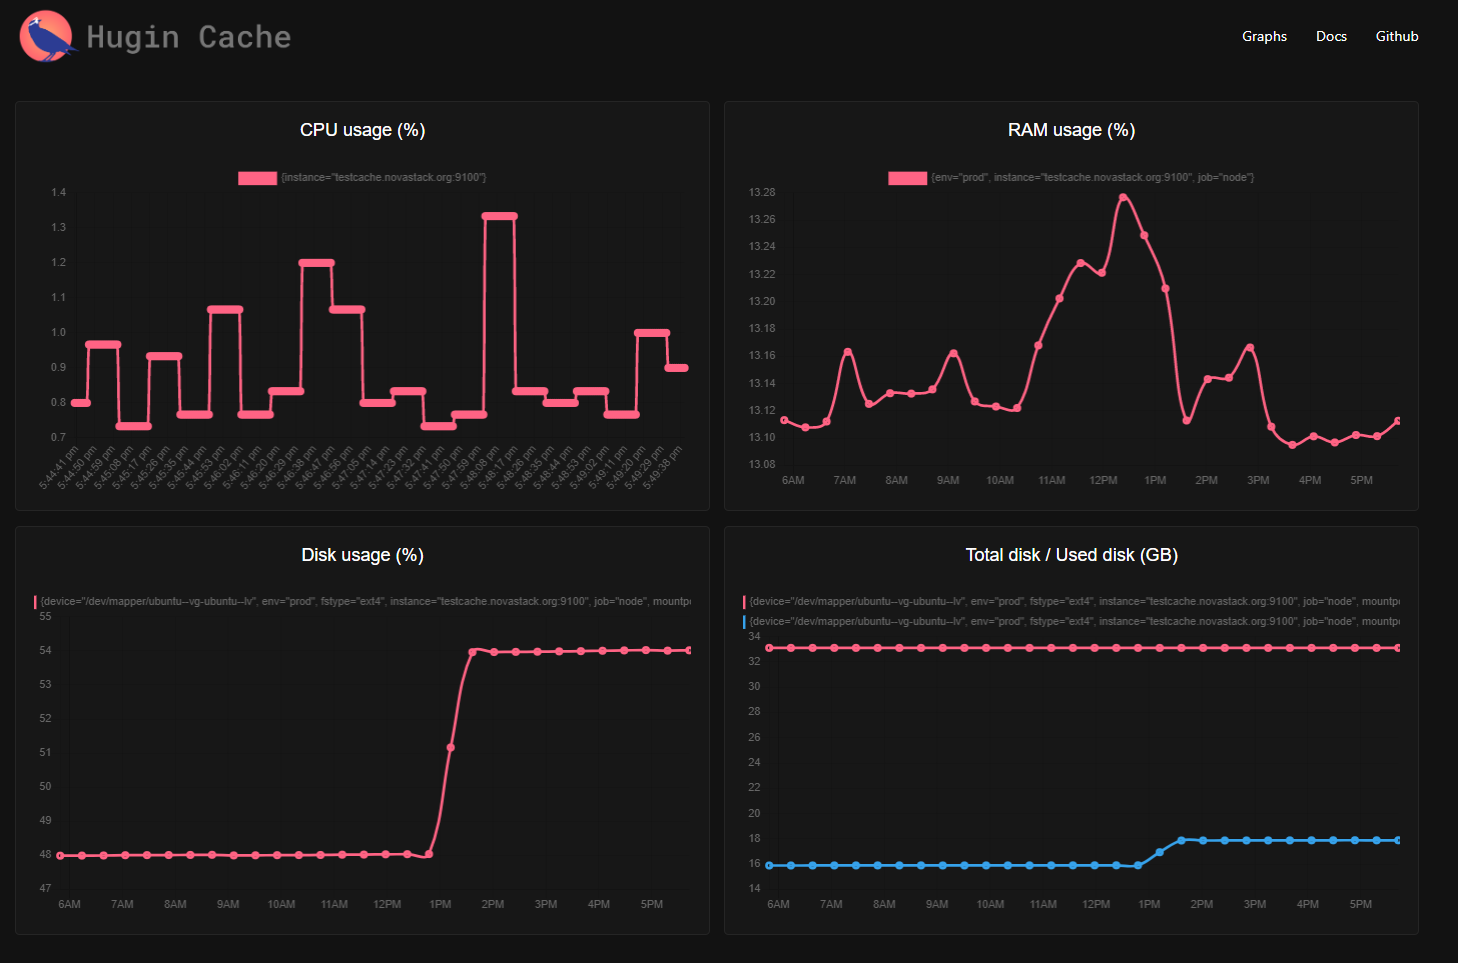 Hugin Cache
Graphs Docs Github
CPU usage (%)
{instance="testcache.novastack.org:9100"}
1.4
1.3
1.2
1.1
1.0
0.9
0.8
0.7
5:44:41 pm
5:44:50 pm
5:44:59 pm
5:45:08 pm
5:45:17 pm
5:45:26 pm
5:45:35 pm
5:45:44 pm
5:45:53 pm
5:46:02 pm
5:46:11 pm
5:46:20 pm
5:46:29 pm
5:46:38 pm
5:46:47 pm
5:46:56 pm
5:47:05 pm
5:47:14 pm
5:47:23 pm
5:47:32 pm
5:47:41 pm
5:47:50 pm
5:47:59 pm
5:48:08 pm
5:48:17 pm
5:48:26 pm
5:48:35 pm
5:48:44 pm
5:48:53 pm
5:49:02 pm
5:49:11 pm
5:49:20 pm
5:49:29 pm
5:49:38 pm
RAM usage (%)
{env="prod", instance="testcache.novastack.org:9100", job="node"}
13.28
13.26
13.24
13.22
13.20
13.18
13.16
13.14
13.12
13.10
13.08
6AM 7AM 8AM 9AM 10AM 11AM 12PM 1PM 2PM 3PM 4PM 5PM
Disk usage (%)
{device="/dev/mapper/ubuntu--vg-ubuntu--lv", env="prod", fstype="ext4", instance="testcache.novastack.org:9100", job="node", mountp
55
54
53
52
51
50
49
48
47
6AM 7AM 8AM 9AM 10AM 11AM 12PM 1PM 2PM 3PM 4PM 5PM
Total disk / Used disk (GB)
{device="/dev/mapper/ubuntu--vg-ubuntu--lv", env="prod", fstype="ext4", instance="testcache.novastack.org:9100", job="node", mountp
{device="/dev/mapper/ubuntu--vg-ubuntu--lv", env="prod", fstype="ext4", instance="testcache.novastack.org:9100", job="node", mountp
34
32
30
28
26
24
22
20
18
16
14
6AM 7AM 8AM 9AM 10AM 11AM 12PM 1PM 2PM 3PM 4PM 5PM